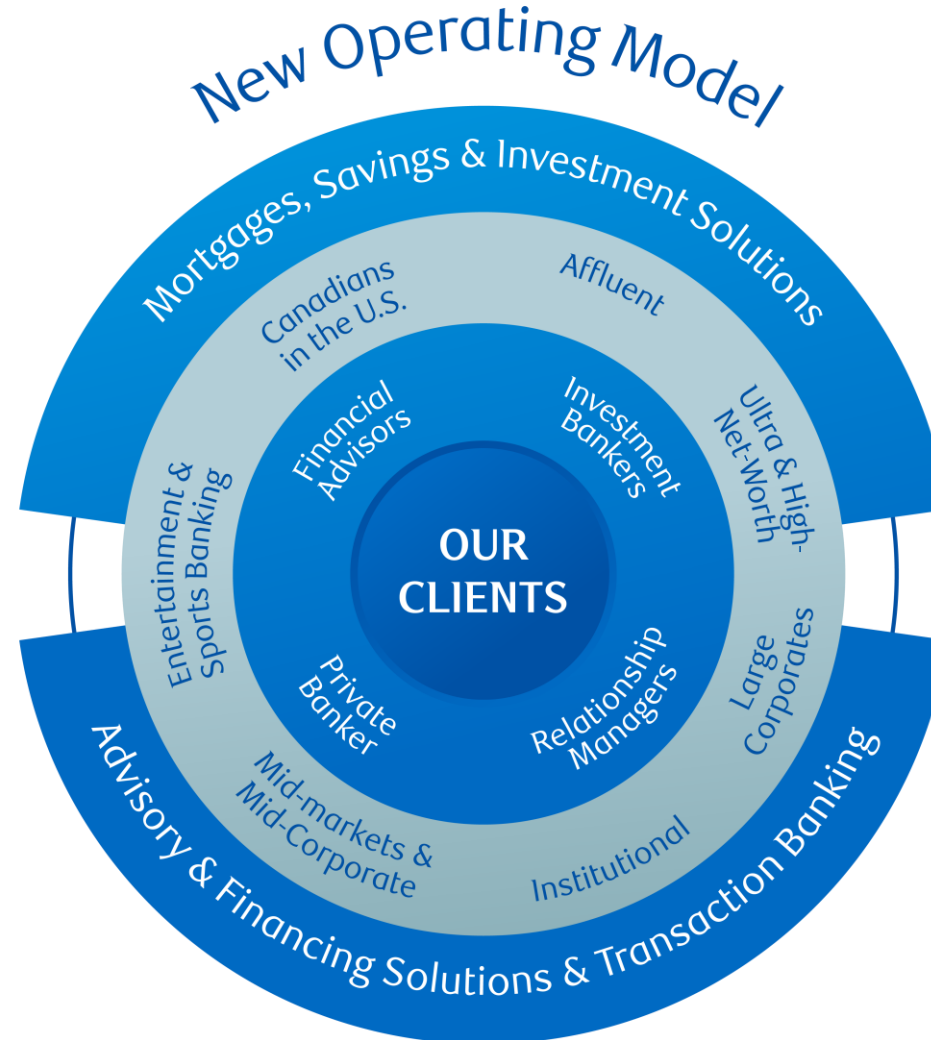 New Operating Model
Mortgages, Savings & Investment Solutions
Canadians
in the U.S.
Affluent
Ultra & High-
Net-Worth
Large
Corporates
Institutional
Mid-markets &
Mid-Corporate
Entertainment &
Sports Banking
Financial
Advisors
Investment
Bankers
Relationship
Managers
Private
Banker
OUR
CLIENTS
Advisory & Financing Solutions & Transaction Banking